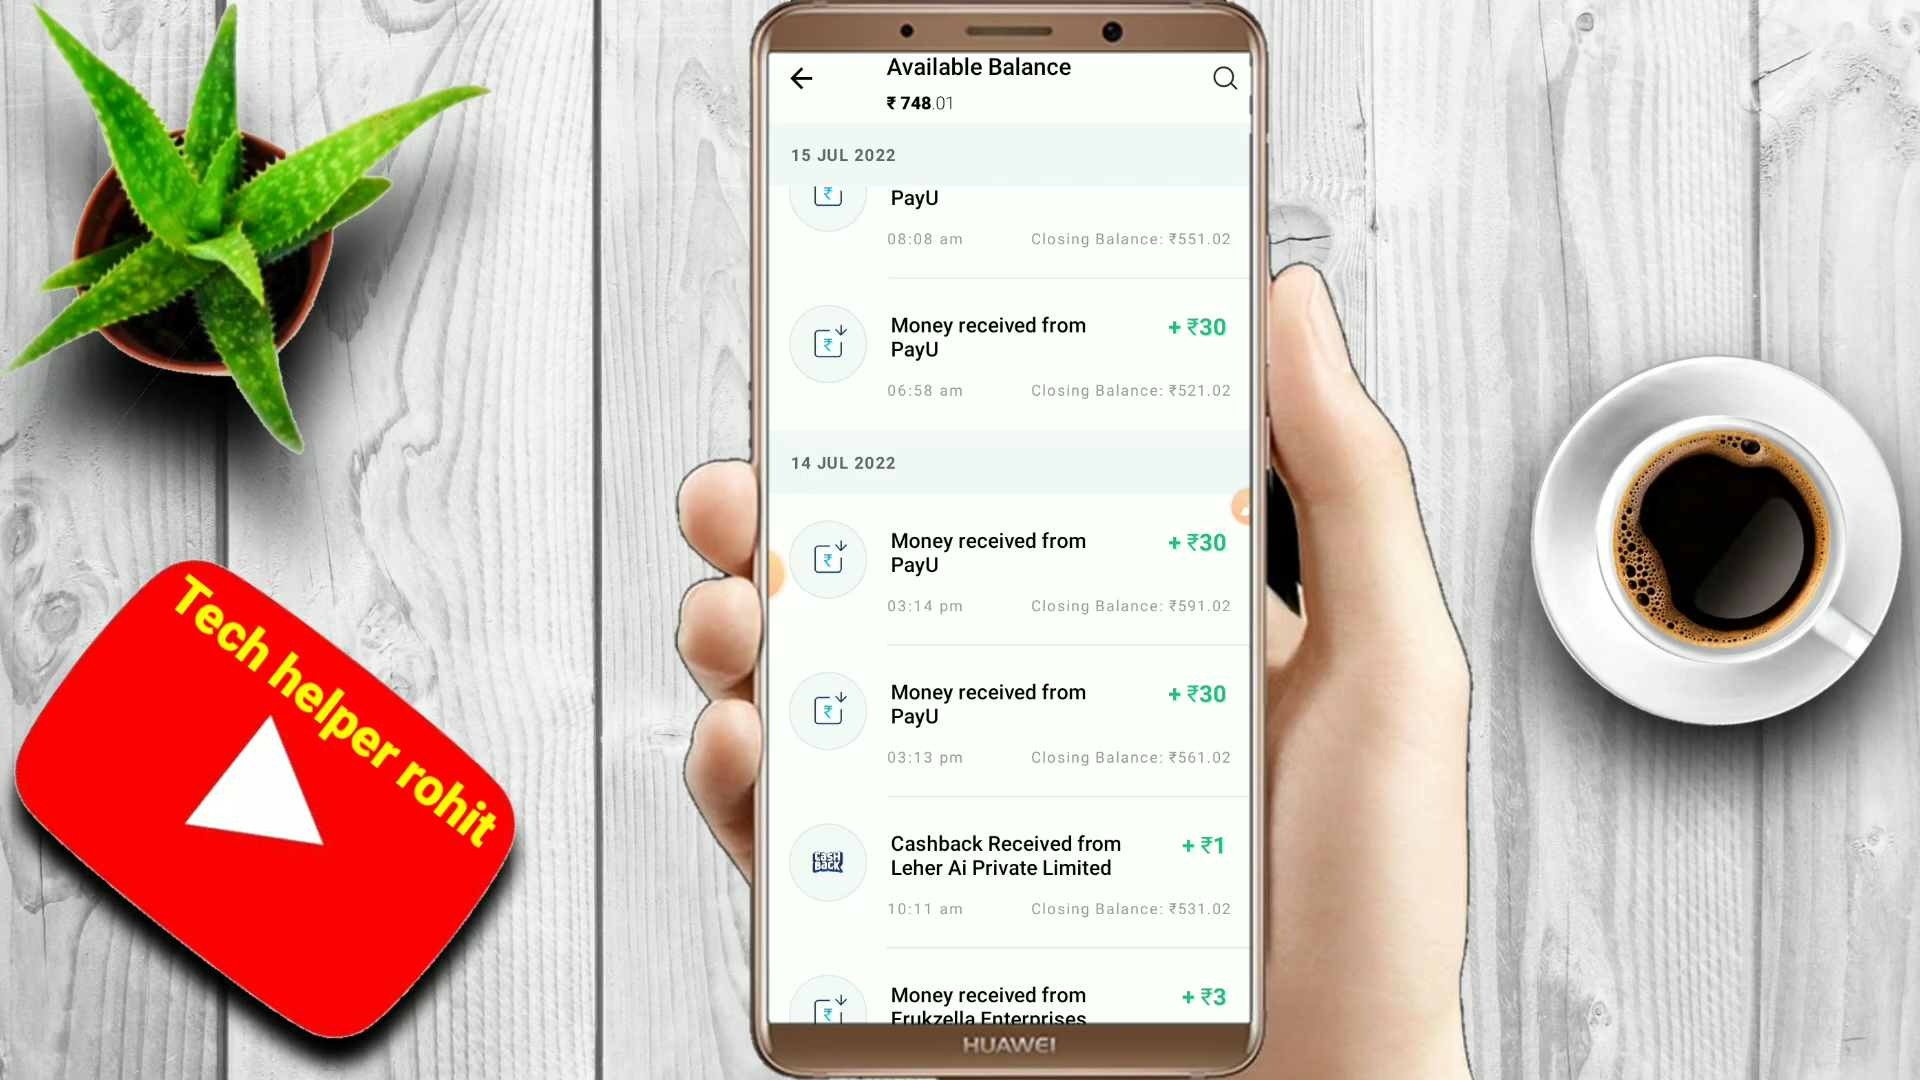 Available Balance
₹ 748.01
15 JUL 2022
PayU
08:08 am Closing Balance: ₹551.02
Money received from + ₹30
PayU
06:58 am Closing Balance: ₹521.02
14 JUL 2022
Money received from + ₹30
PayU
03:14 pm Closing Balance: ₹591.02
Money received from + ₹30
PayU
03:13 pm Closing Balance: ₹561.02
CASH
BACK
Cashback Received from + ₹1
Leher Ai Private Limited
10:11 am Closing Balance: ₹531.02
Money received from + ₹3
Frukzella Enterprises
HUAWEI
Tech helper rohit